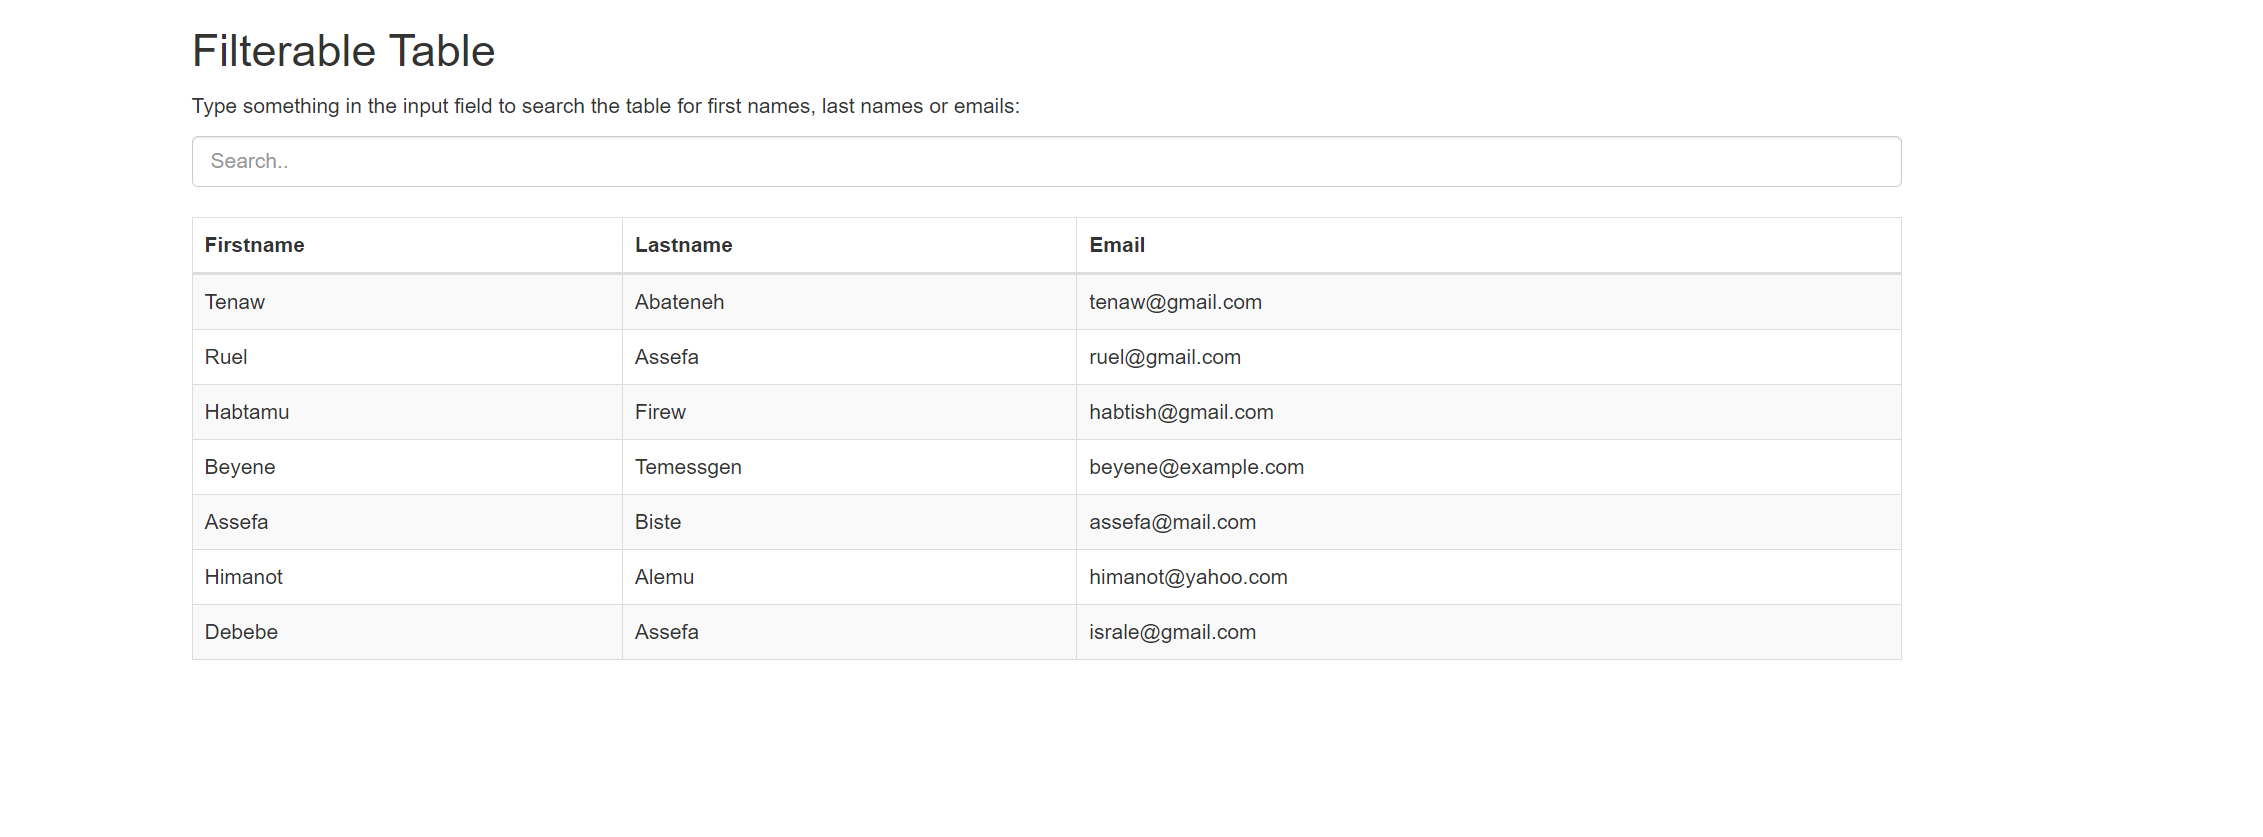 Filterable Table
Type something in the input field to search the table for first names, last names or emails:
Search..
Firstname Lastname Email
Tenaw Abateneh tenaw@gmail.com
Ruel Assefa ruel@gmail.com
Habtamu Firew habtish@gmail.com
Beyene Temessgen beyene@example.com
Assefa Biste assefa@mail.com
Himanot Alemu himanot@yahoo.com
Debebe Assefa israle@gmail.com